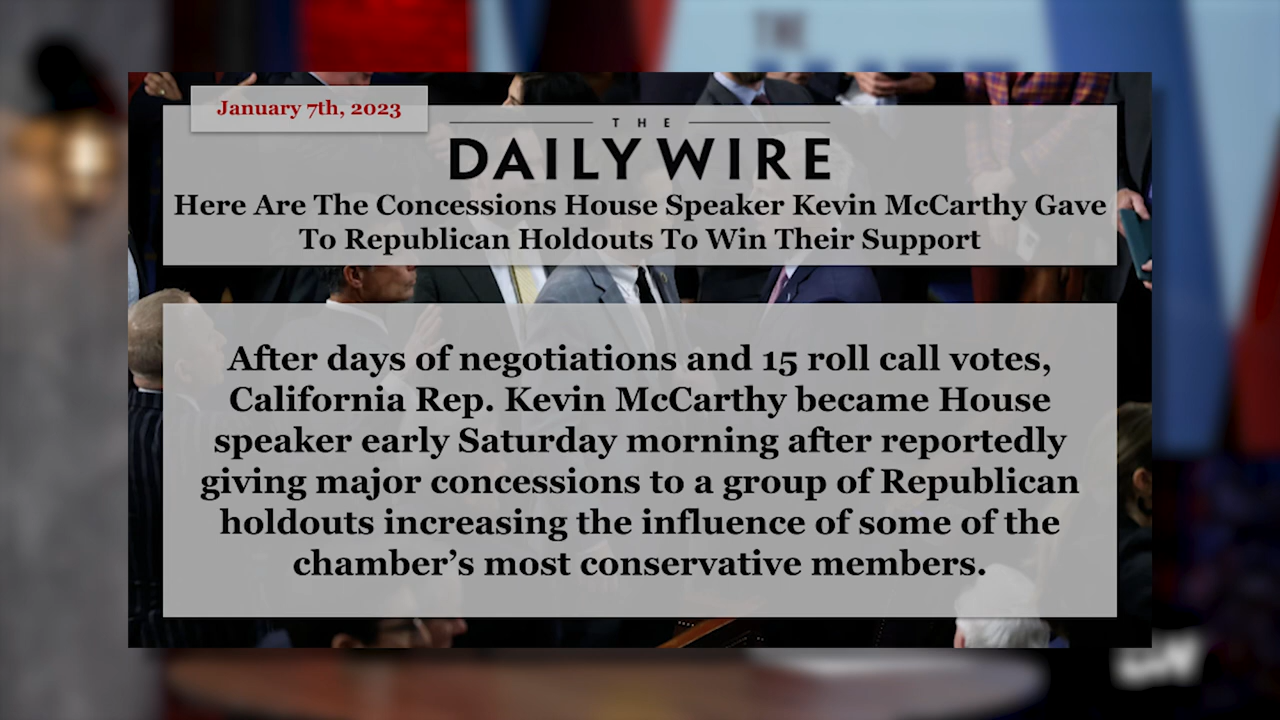 THE
January 7th, 2023
THE
DAILY WIRE
Here Are The Concessions House Speaker Kevin McCarthy Gave
To Republican Holdouts To Win Their Support
After days of negotiations and 15 roll call votes,
California Rep. Kevin McCarthy became House
speaker early Saturday morning after reportedly
giving major concessions to a group of Republican
holdouts increasing the influence of some of the
chamber’s most conservative members.